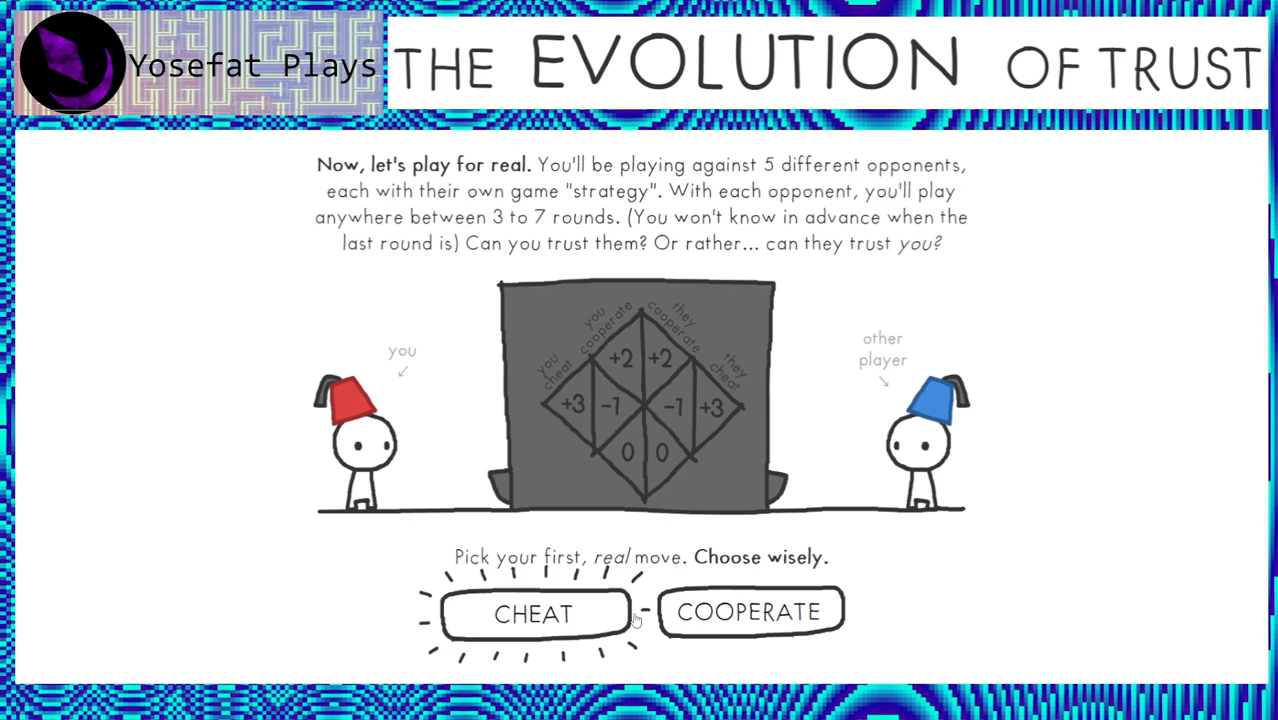 Yosefat Plays
THE EVOLUTION OF TRUST
Now, let's play for real. You'll be playing against 5 different opponents,
each with their own game "strategy". With each opponent, you'll play
anywhere between 3 to 7 rounds. (You won't know in advance when the
last round is) Can you trust them? Or rather... can they trust you?
you
other
player
you
cooperate
they
cooperate
you
cheat
they
cheat
+2 +2
+3 -1 -1 +3
0 0
Pick your first, real move. Choose wisely.
CHEAT
COOPERATE